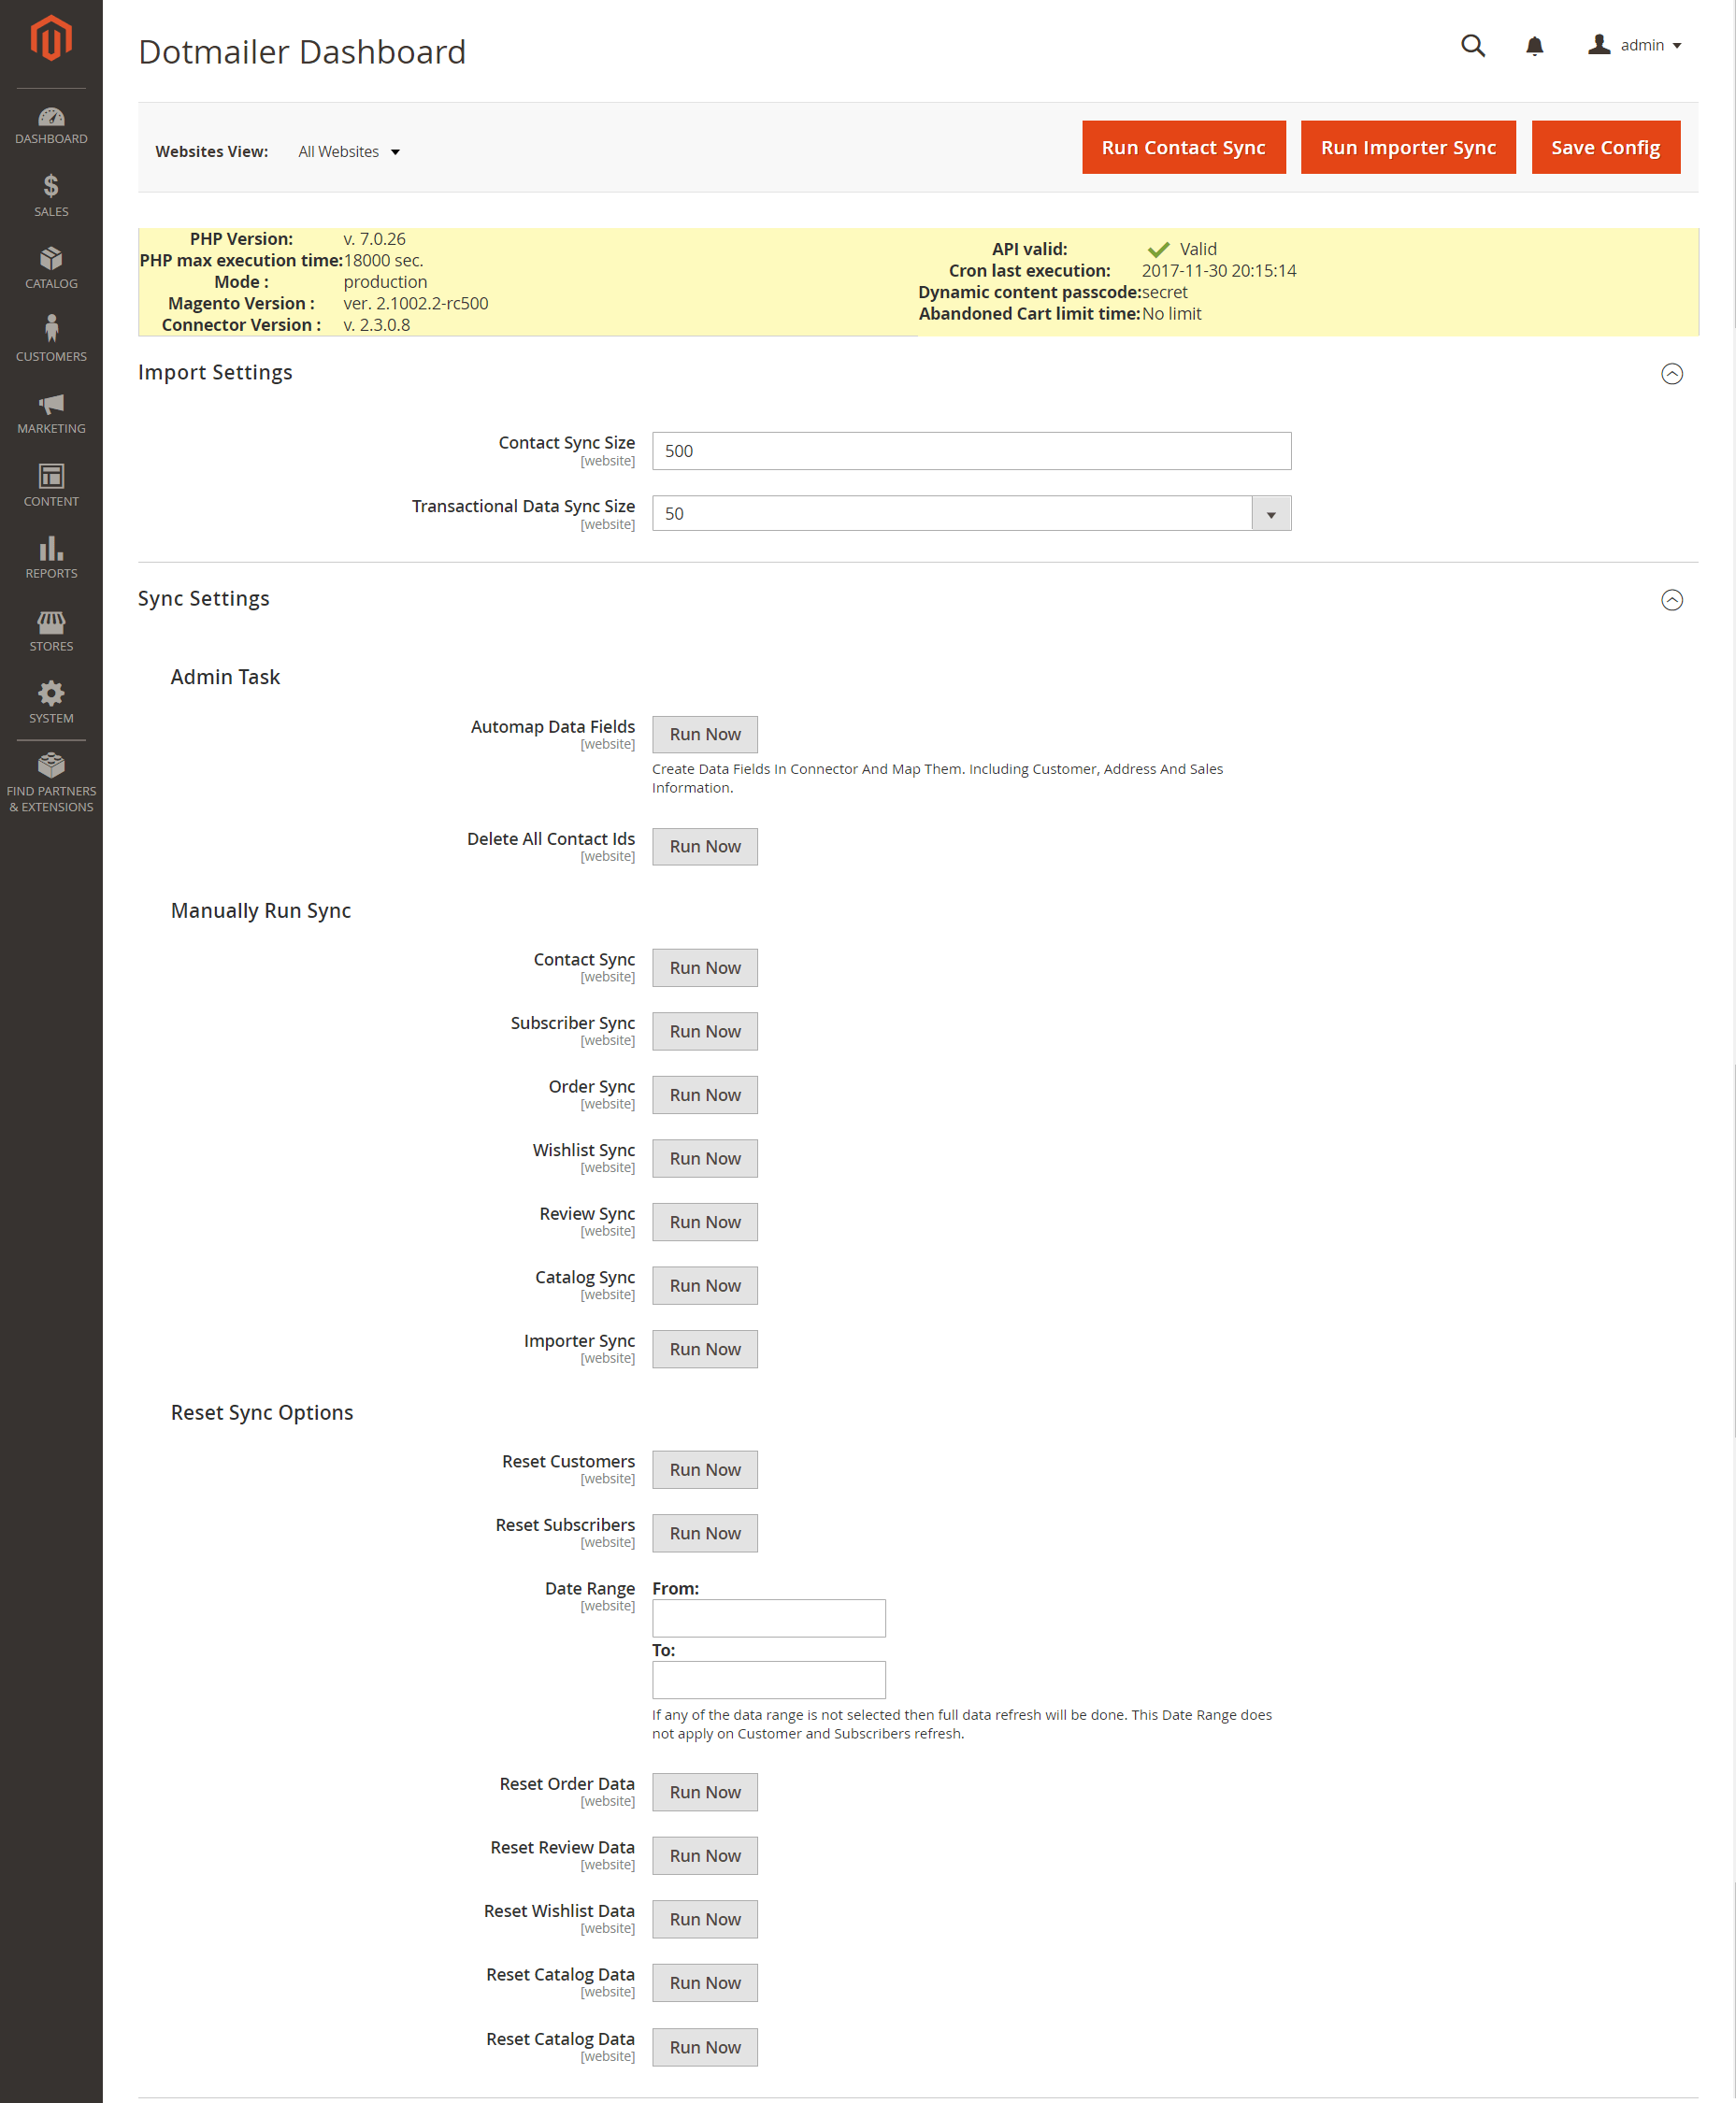 Dotmailer Dashboard
admin
DASHBOARD
SALES
CATALOG
CUSTOMERS
MARKETING
CONTENT
REPORTS
STORES
SYSTEM
FIND PARTNERS
& EXTENSIONS
Websites View: All Websites
Run Contact Sync
Run Importer Sync
Save Config
PHP Version: v. 7.0.26
PHP max execution time: 18000 sec.
Mode : production
Magento Version : ver. 2.1002.2-rc500
Connector Version : v. 2.3.0.8
API valid: Valid
Cron last execution: 2017-11-30 20:15:14
Dynamic content passcode: secret
Abandoned Cart limit time: No limit
Import Settings
Contact Sync Size
[website]
500
Transactional Data Sync Size
[website]
50
Sync Settings
Admin Task
Automap Data Fields
[website]
Run Now
Create Data Fields In Connector And Map Them. Including Customer, Address And Sales
Information.
Delete All Contact Ids
[website]
Run Now
Manually Run Sync
Contact Sync
[website]
Run Now
Subscriber Sync
[website]
Run Now
Order Sync
[website]
Run Now
Wishlist Sync
[website]
Run Now
Review Sync
[website]
Run Now
Catalog Sync
[website]
Run Now
Importer Sync
[website]
Run Now
Reset Sync Options
Reset Customers
[website]
Run Now
Reset Subscribers
[website]
Run Now
Date Range
[website]
From:
To:
If any of the data range is not selected then full data refresh will be done. This Date Range does
not apply on Customer and Subscribers refresh.
Reset Order Data
[website]
Run Now
Reset Review Data
[website]
Run Now
Reset Wishlist Data
[website]
Run Now
Reset Catalog Data
[website]
Run Now
Reset Catalog Data
[website]
Run Now